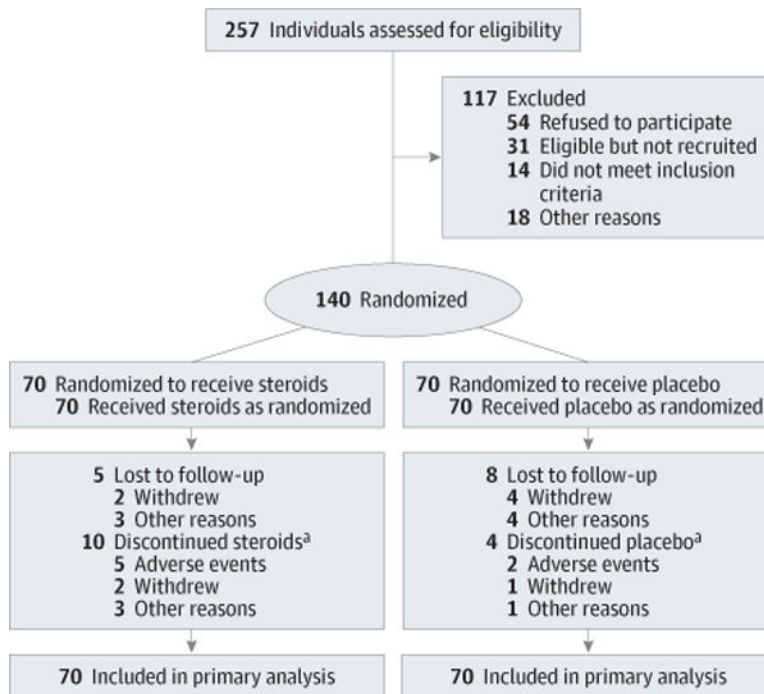 257 Individuals assessed for eligibility
117 Excluded
54 Refused to participate
31 Eligible but not recruited
14 Did not meet inclusion
criteria
18 Other reasons
140 Randomized
70 Randomized to receive steroids
70 Received steroids as randomized
70 Randomized to receive placebo
70 Received placebo as randomized
5 Lost to follow-up
2 Withdrew
3 Other reasons
10 Discontinued steroidsᵃ
5 Adverse events
2 Withdrew
3 Other reasons
8 Lost to follow-up
4 Withdrew
4 Other reasons
4 Discontinued placeboᵃ
2 Adverse events
1 Withdrew
1 Other reasons
70 Included in primary analysis
70 Included in primary analysis